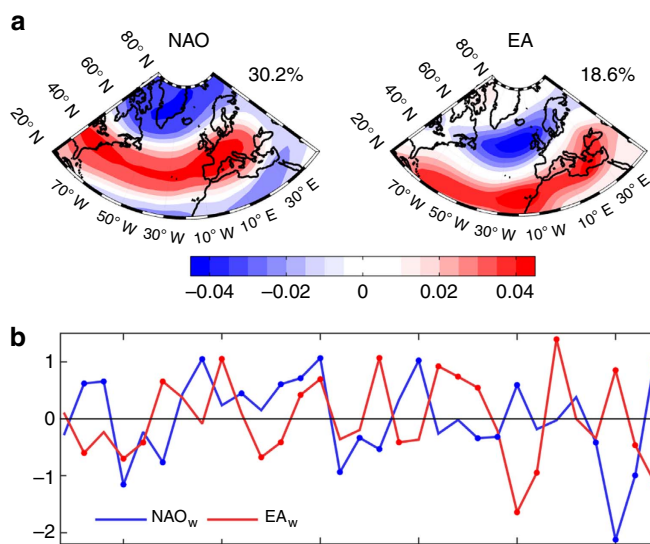 a
NAO
EA
30.2%
18.6%
80° N
60° N
40° N
20° N
70° W
50° W
30° W
10° W
10° E
30° E
80° N
60° N
40° N
20° N
70° W
50° W
30° W
10° W
10° E
30° E
−0.04 −0.02 0 0.02 0.04
b
1
0
−1
−2
NAOw EAw